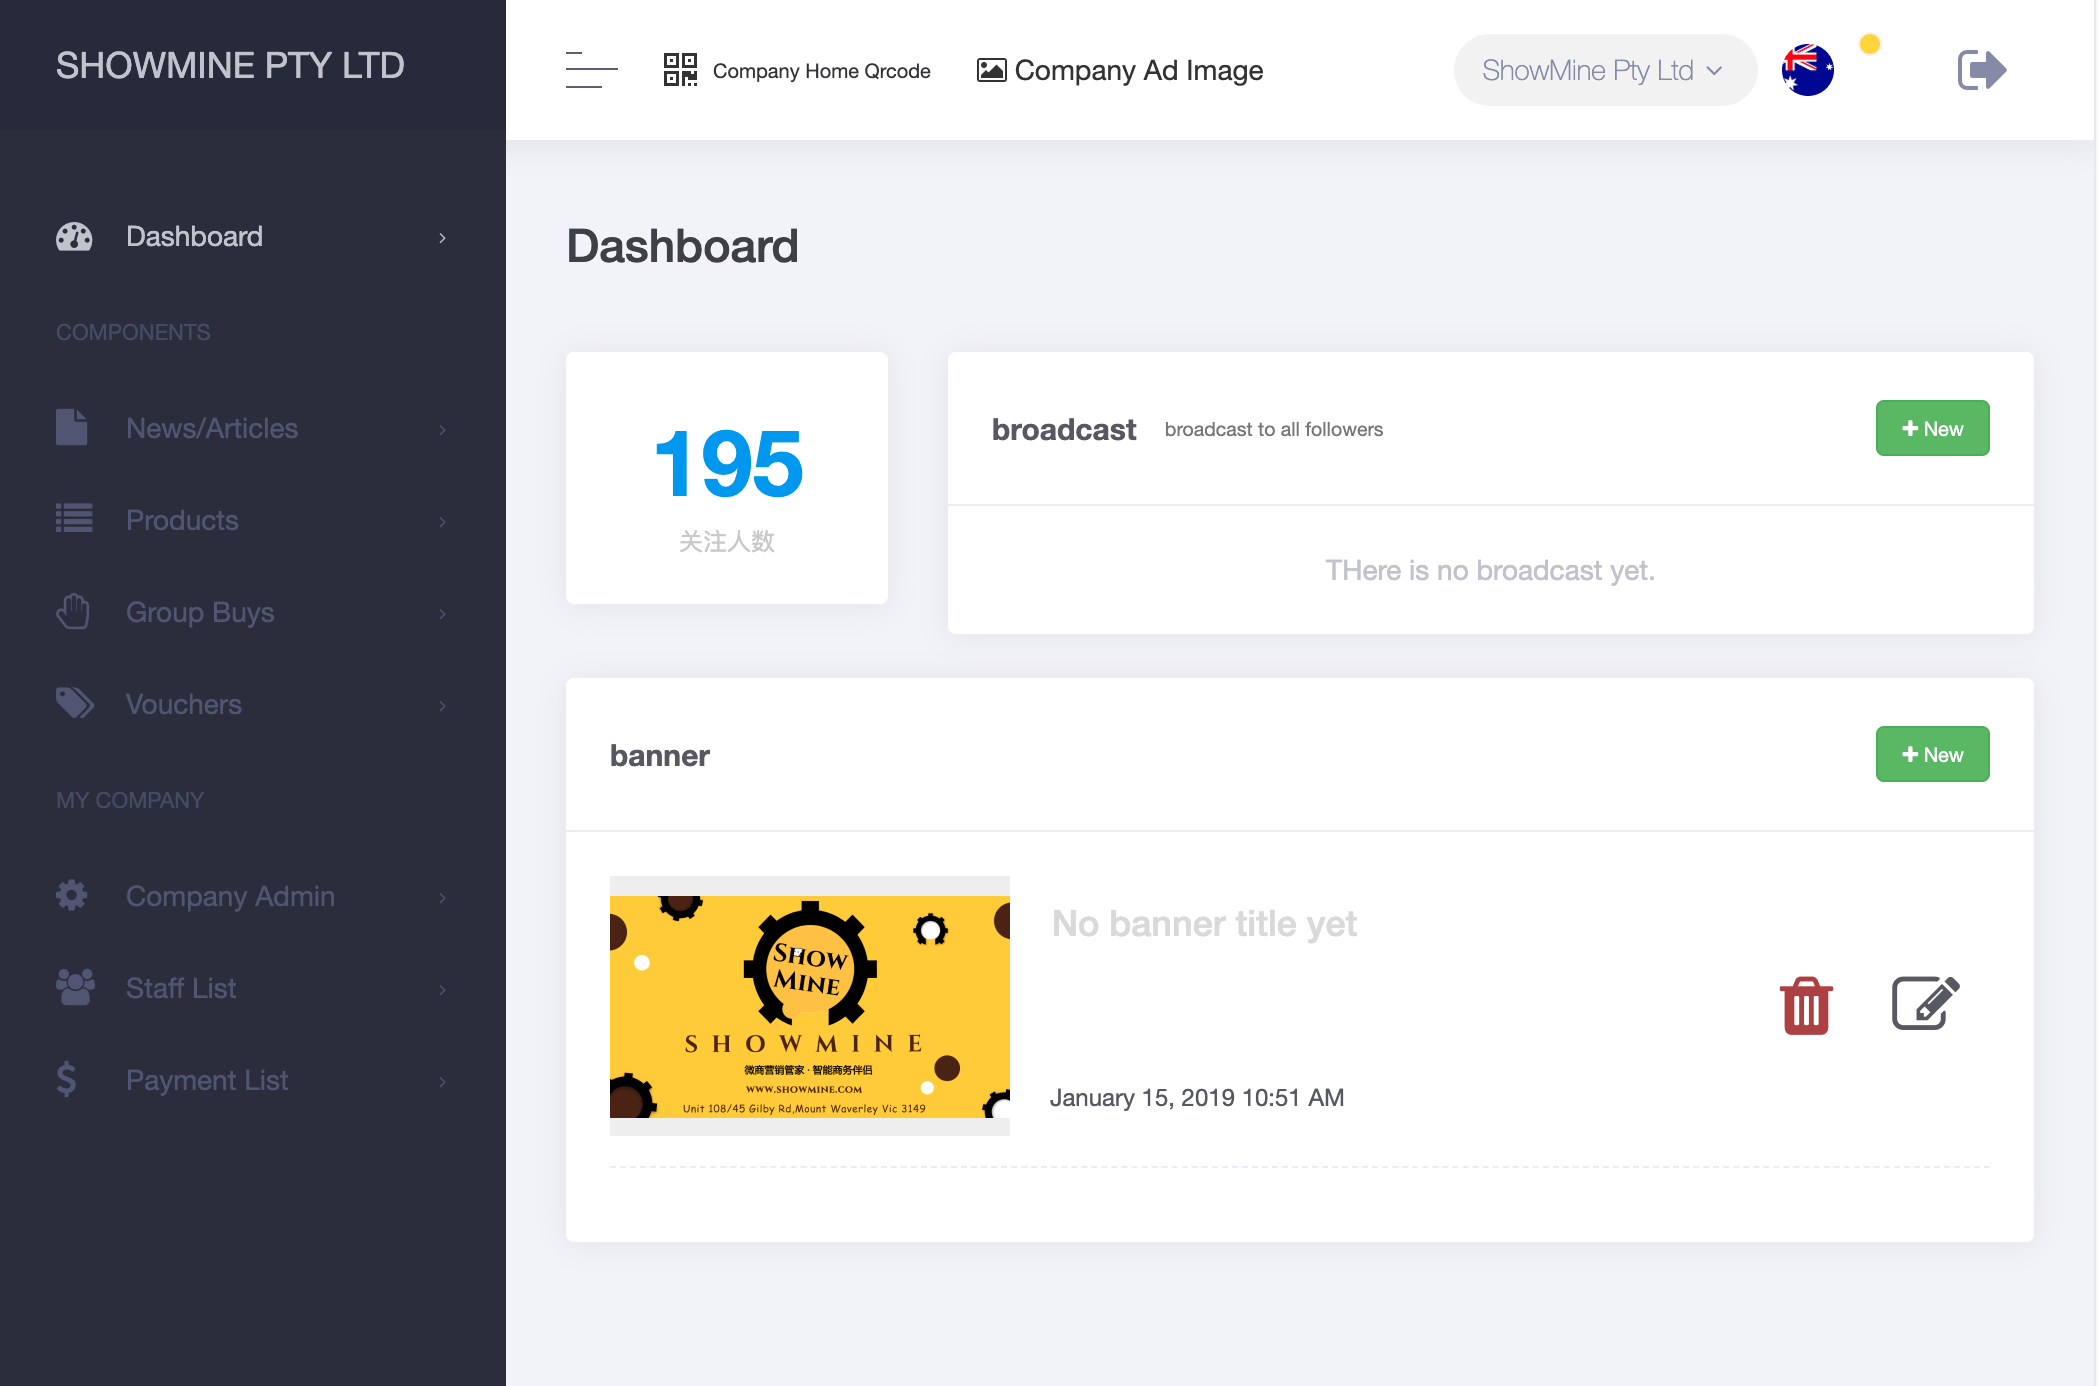 SHOWMINE PTY LTD
Company Home Qrcode
Company Ad Image
ShowMine Pty Ltd
Dashboard
COMPONENTS
News/Articles
Products
Group Buys
Vouchers
MY COMPANY
Company Admin
Staff List
Payment List
Dashboard
195
关注人数
broadcast broadcast to all followers
New
THere is no broadcast yet.
banner
New
SHOW
MINE
SHOWMINE
微商营销管家·智能商务伴侣
WWW.SHOWMINE.COM
Unit 108/45 Gilby Rd,Mount Waverley Vic 3149
No banner title yet
January 15, 2019 10:51 AM